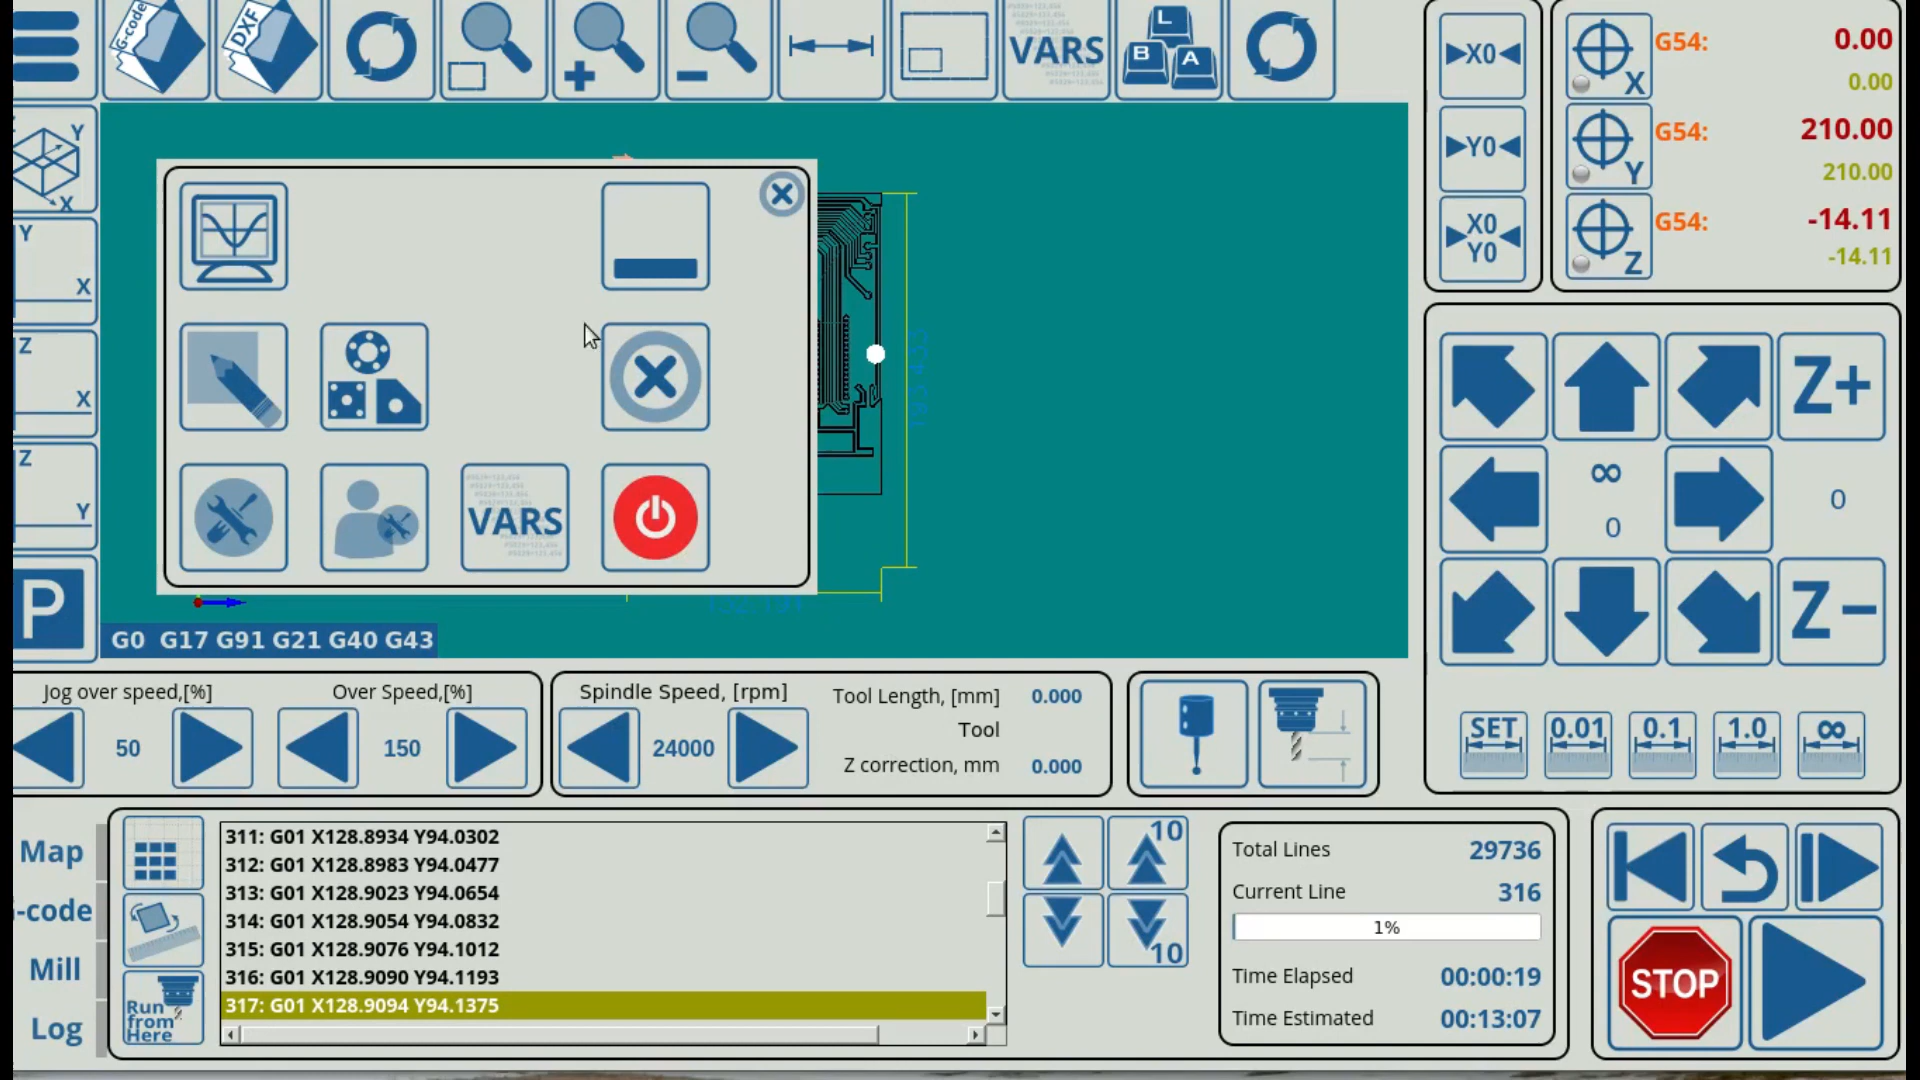 G-code
DXF
VARS
L
B
A
X0
G54:
0.00
X
0.00
Y
X
Y0
G54:
210.00
Y
210.00
X0
Y0
G54:
-14.11
Z
-14.11
Y
X
Z
X
Z
Y
P
VARS
195.433
132.191
G0 G17 G91 G21 G40 G43
Z+
∞
0
0
Z−
SET
0.01
0.1
1.0
∞
Jog over speed,[%]
50
Over Speed,[%]
150
Spindle Speed, [rpm]
24000
Tool Length, [mm]
0.000
Tool
Z correction, mm
0.000
Map
-code
Mill
Log
Run
from
Here
311: G01 X128.8934 Y94.0302
312: G01 X128.8983 Y94.0477
313: G01 X128.9023 Y94.0654
314: G01 X128.9054 Y94.0832
315: G01 X128.9076 Y94.1012
316: G01 X128.9090 Y94.1193
317: G01 X128.9094 Y94.1375
10
10
Total Lines
29736
Current Line
316
1%
Time Elapsed
00:00:19
Time Estimated
00:13:07
STOP